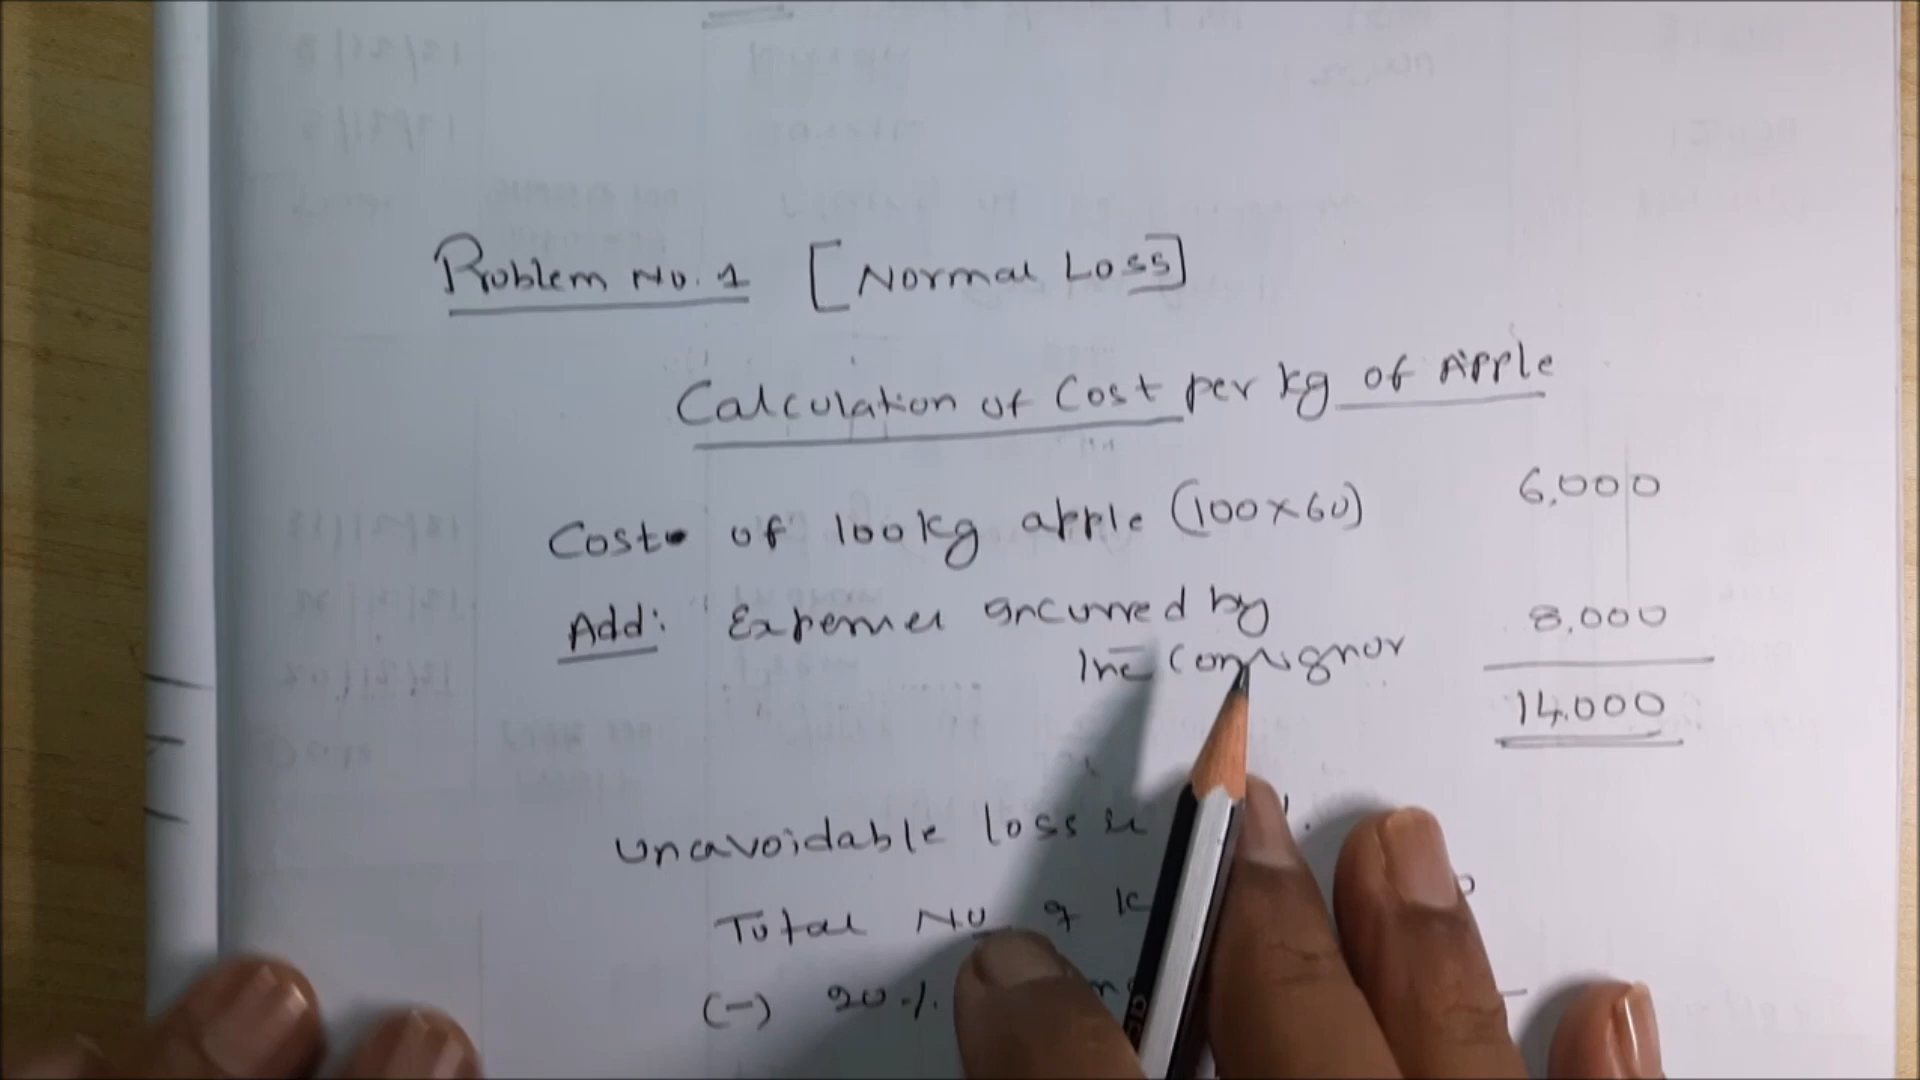 Problem No. 1 [Normal Loss]
Calculation of Cost per kg of Apple
Cost of 100kg apple (100×60) 6,000
Add: Expenses incurred by
the Consignor 8,000
14,000
Unavoidable loss is
Total No of
(-) 20%